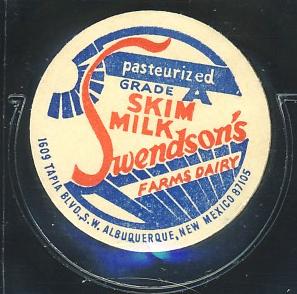 pasteurized
GRADE A
SKIM
MILK
Swendson's
FARMS DAIRY
1609 TAPIA BLVD., S.W. ALBUQUERQUE, NEW MEXICO 87105